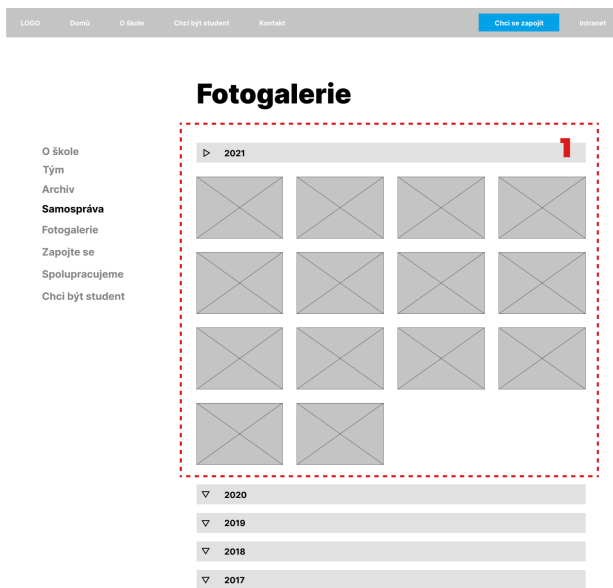 LOGO Domů O škole Chci být student Kontakt Chci se zapojit Intranet
Fotogalerie
O škole
Tým
Archiv
Samospráva
Fotogalerie
Zapojte se
Spolupracujeme
Chci být student
2021
1
2020
2019
2018
2017